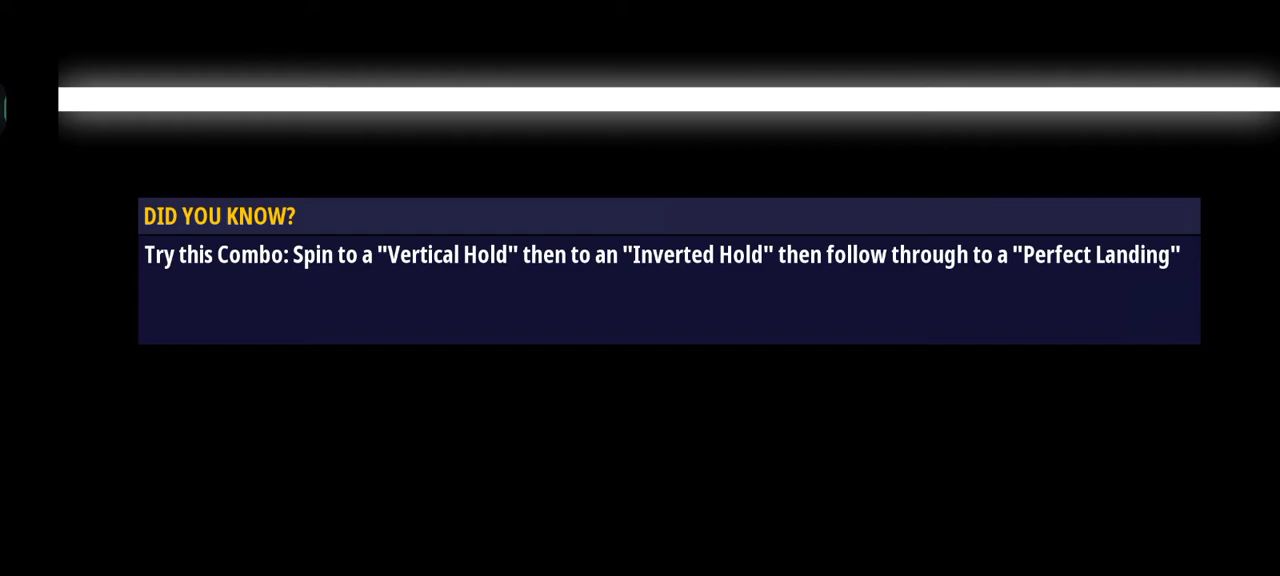 DID YOU KNOW?
Try this Combo: Spin to a "Vertical Hold" then to an "Inverted Hold" then follow through to a "Perfect Landing"